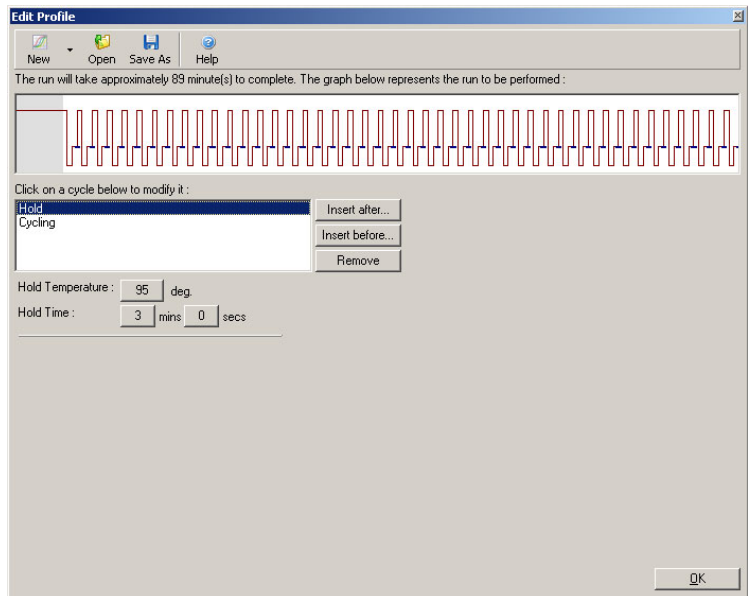 Edit Profile
New Open Save As Help
The run will take approximately 89 minute(s) to complete. The graph below represents the run to be performed :
Click on a cycle below to modify it :
Hold
Cycling
Insert after...
Insert before...
Remove
Hold Temperature : 95 deg.
Hold Time : 3 mins 0 secs
OK